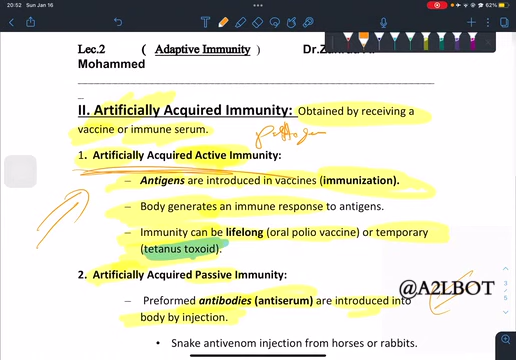 20:52 Sun Jan 16
Lec.2 ( Adaptive Immunity )
Mohammed
II. Artificially Acquired Immunity: Obtained by receiving a
vaccine or immune serum.
1. Artificially Acquired Active Immunity:
– Antigens are introduced in vaccines (immunization).
– Body generates an immune response to antigens.
– Immunity can be lifelong (oral polio vaccine) or temporary
(tetanus toxoid).
2. Artificially Acquired Passive Immunity:
@A2LBOT
– Preformed antibodies (antiserum) are introduced into
body by injection.
• Snake antivenom injection from horses or rabbits.